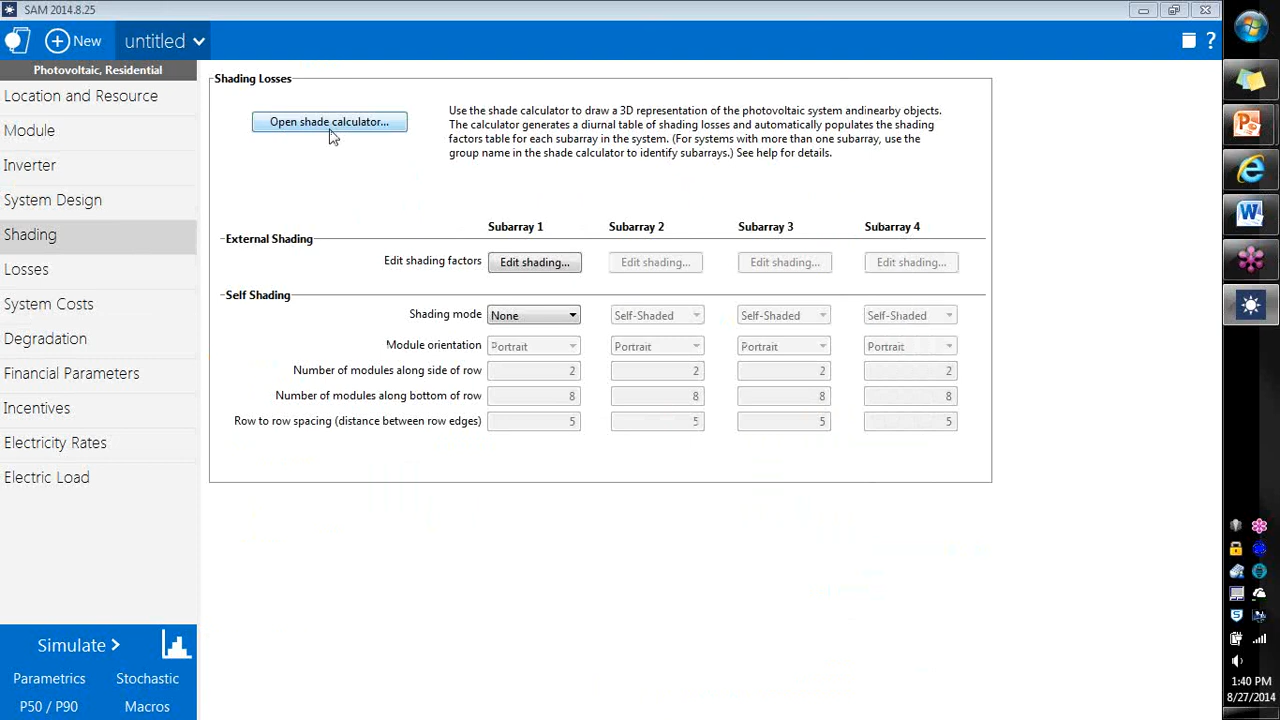 SAM 2014.8.25
New
untitled
Photovoltaic, Residential
Location and Resource
Module
Inverter
System Design
Shading
Losses
System Costs
Degradation
Financial Parameters
Incentives
Electricity Rates
Electric Load
Simulate >
Parametrics
Stochastic
P50 / P90
Macros
?
Shading Losses
Open shade calculator...
Use the shade calculator to draw a 3D representation of the photovoltaic system andnearby objects.
The calculator generates a diurnal table of shading losses and automatically populates the shading
factors table for each subarray in the system. (For systems with more than one subarray, use the
group name in the shade calculator to identify subarrays.) See help for details.
Subarray 1 Subarray 2 Subarray 3 Subarray 4
External Shading
Edit shading factors Edit shading... Edit shading... Edit shading... Edit shading...
Self Shading
Shading mode None Self-Shaded Self-Shaded Self-Shaded
Module orientation Portrait Portrait Portrait Portrait
Number of modules along side of row 2 2 2 2
Number of modules along bottom of row 8 8 8 8
Row to row spacing (distance between row edges) 5 5 5 5
1:40 PM
8/27/2014